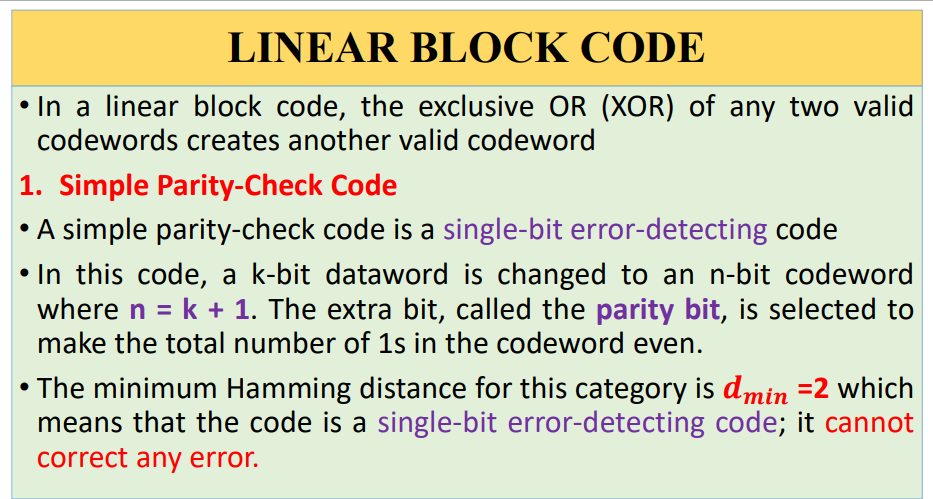 LINEAR BLOCK CODE
• In a linear block code, the exclusive OR (XOR) of any two valid
codewords creates another valid codeword
1. Simple Parity-Check Code
• A simple parity-check code is a single-bit error-detecting code
• In this code, a k-bit dataword is changed to an n-bit codeword
where n = k + 1. The extra bit, called the parity bit, is selected to
make the total number of 1s in the codeword even.
• The minimum Hamming distance for this category is d_min =2 which
means that the code is a single-bit error-detecting code; it cannot
correct any error.